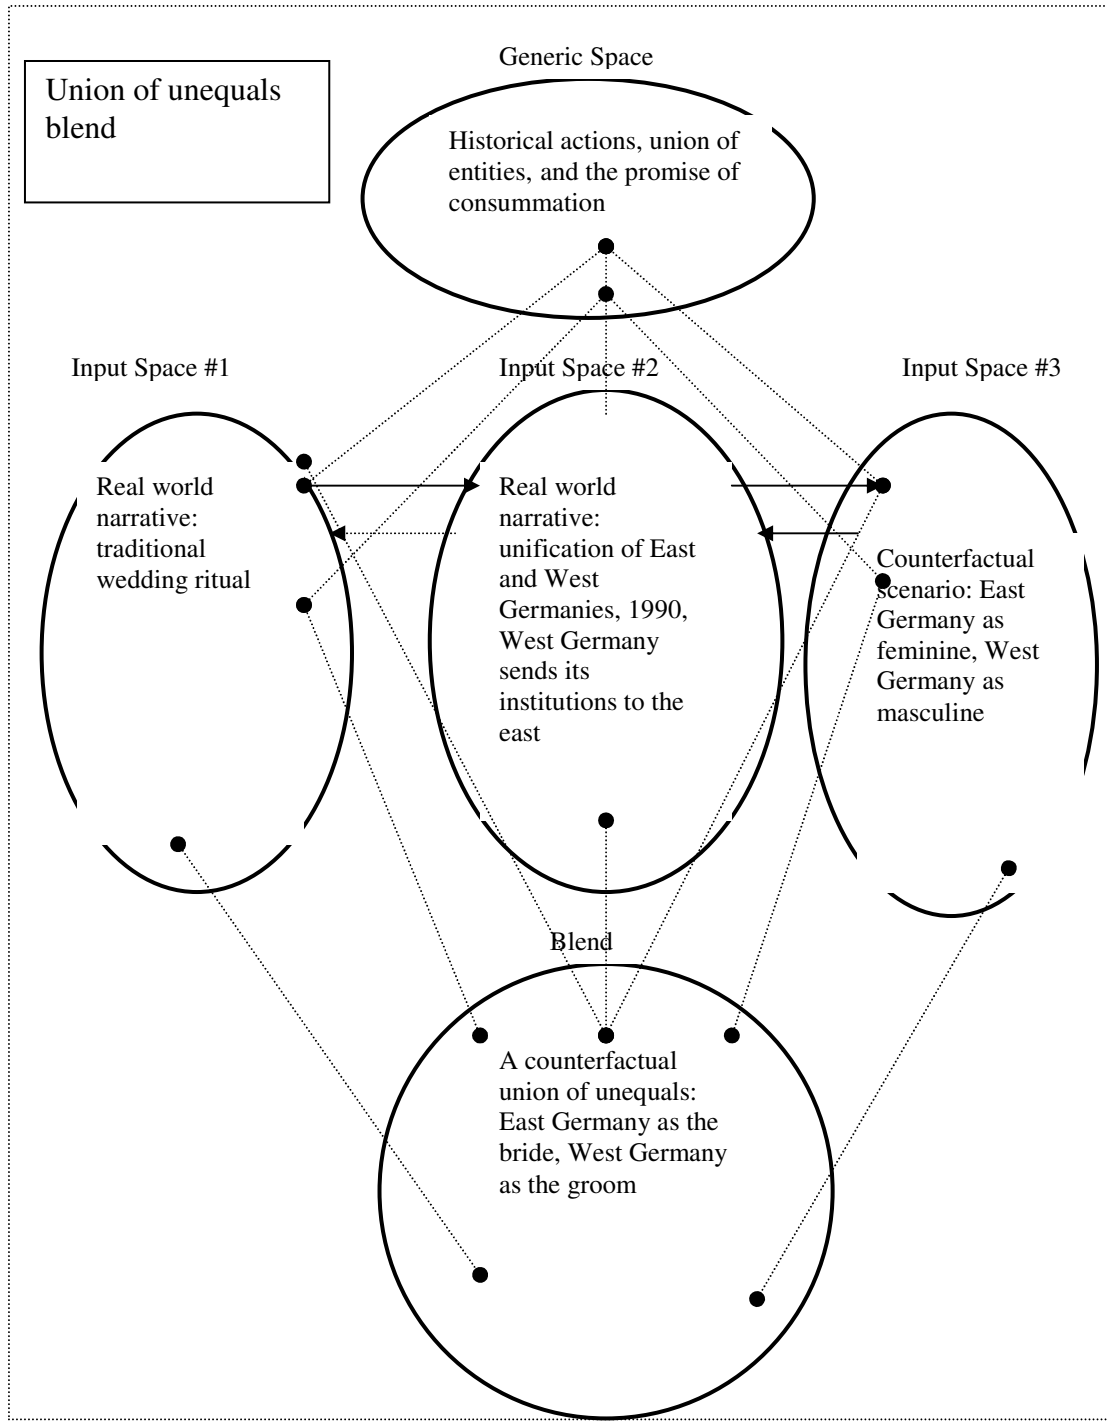 Union of unequals
blend
Generic Space
Historical actions, union of
entities, and the promise of
consummation
Input Space #1
Input Space #2
Input Space #3
Real world
narrative:
traditional
wedding ritual
Real world
narrative:
unification of East
and West
Germanies, 1990,
West Germany
sends its
institutions to the
east
Counterfactual
scenario: East
Germany as
feminine, West
Germany as
masculine
Blend
A counterfactual
union of unequals:
East Germany as the
bride, West Germany
as the groom